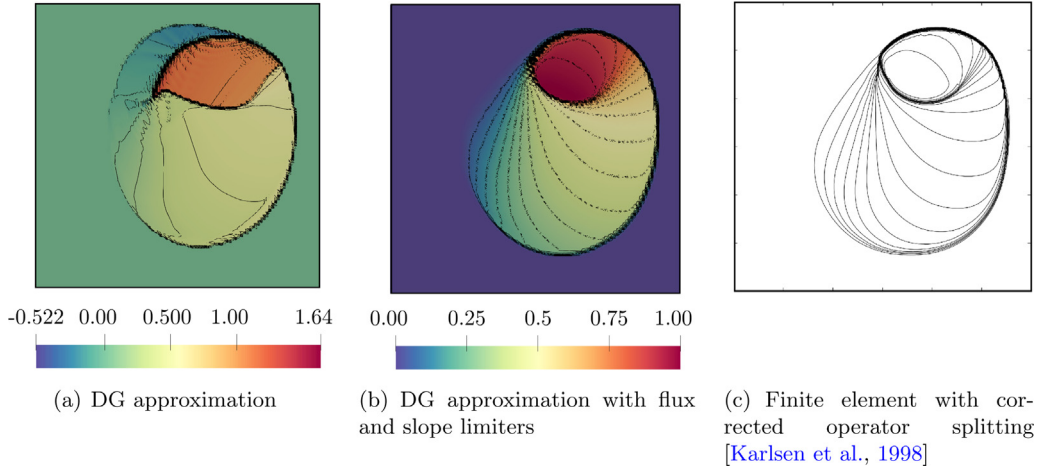 -0.522 0.00 0.500 1.00 1.64
0.00 0.25 0.5 0.75 1.00
(a) DG approximation
(b) DG approximation with flux
and slope limiters
(c) Finite element with cor-
rected operator splitting
[Karlsen et al., 1998]